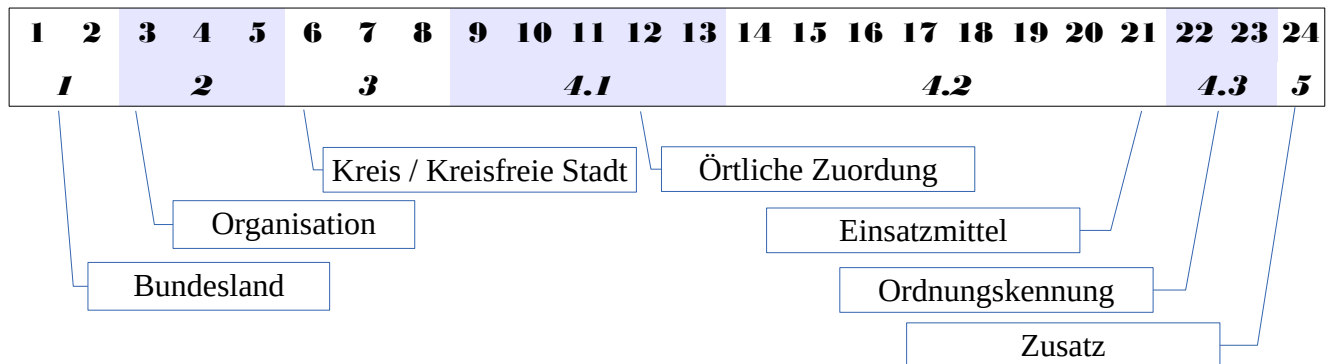 1 2 3 4 5 6 7 8 9 10 11 12 13 14 15 16 17 18 19 20 21 22 23 24
1 2 3 4.1 4.2 4.3 5
Kreis / Kreisfreie Stadt Örtliche Zuordung
Organisation Einsatzmittel
Bundesland Ordnungskennung
Zusatz